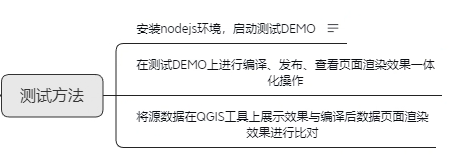 安装nodejs环境，启动测试DEMO
在测试DEMO上进行编译、发布、查看页面渲染效果一体
化操作
测试方法
将源数据在QGIS工具上展示效果与编译后数据页面渲染
效果进行比对